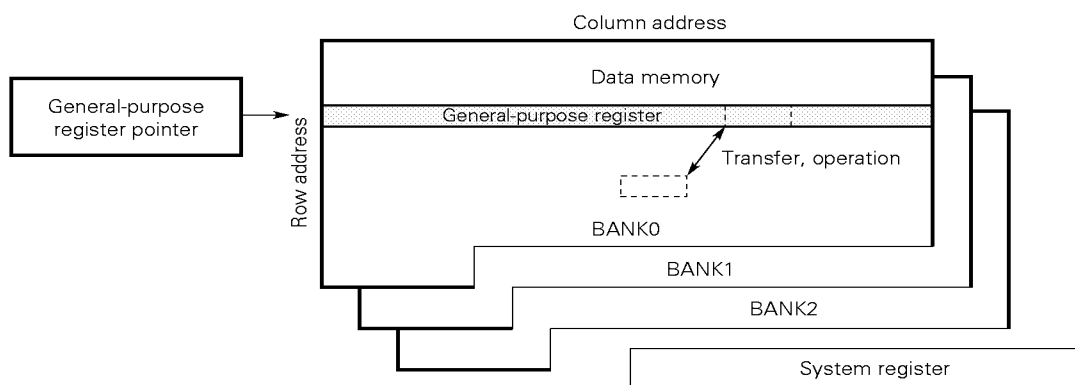 Column address
Data memory
General-purpose
register pointer
General-purpose register
Row address
Transfer, operation
BANK0
BANK1
BANK2
System register